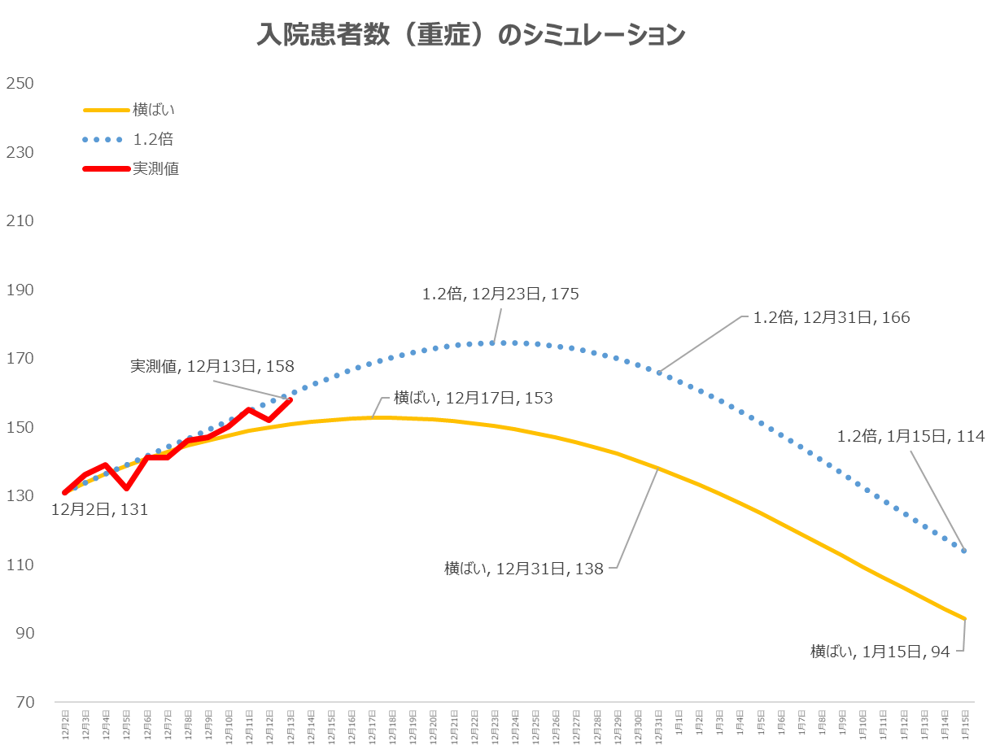 入院患者数（重症）のシミュレーション
250
230
210
190
170
150
130
110
90
70
横ばい
1.2倍
実測値
1.2倍, 12月23日, 175
1.2倍, 12月31日, 166
実測値, 12月13日, 158
横ばい, 12月17日, 153
1.2倍, 1月15日, 114
12月2日, 131
横ばい, 12月31日, 138
横ばい, 1月15日, 94
12月2日
12月3日
12月4日
12月5日
12月6日
12月7日
12月8日
12月9日
12月10日
12月11日
12月12日
12月13日
12月14日
12月15日
12月16日
12月17日
12月18日
12月19日
12月20日
12月21日
12月22日
12月23日
12月24日
12月25日
12月26日
12月27日
12月28日
12月29日
12月30日
12月31日
1月1日
1月2日
1月3日
1月4日
1月5日
1月6日
1月7日
1月8日
1月9日
1月10日
1月11日
1月12日
1月13日
1月14日
1月15日